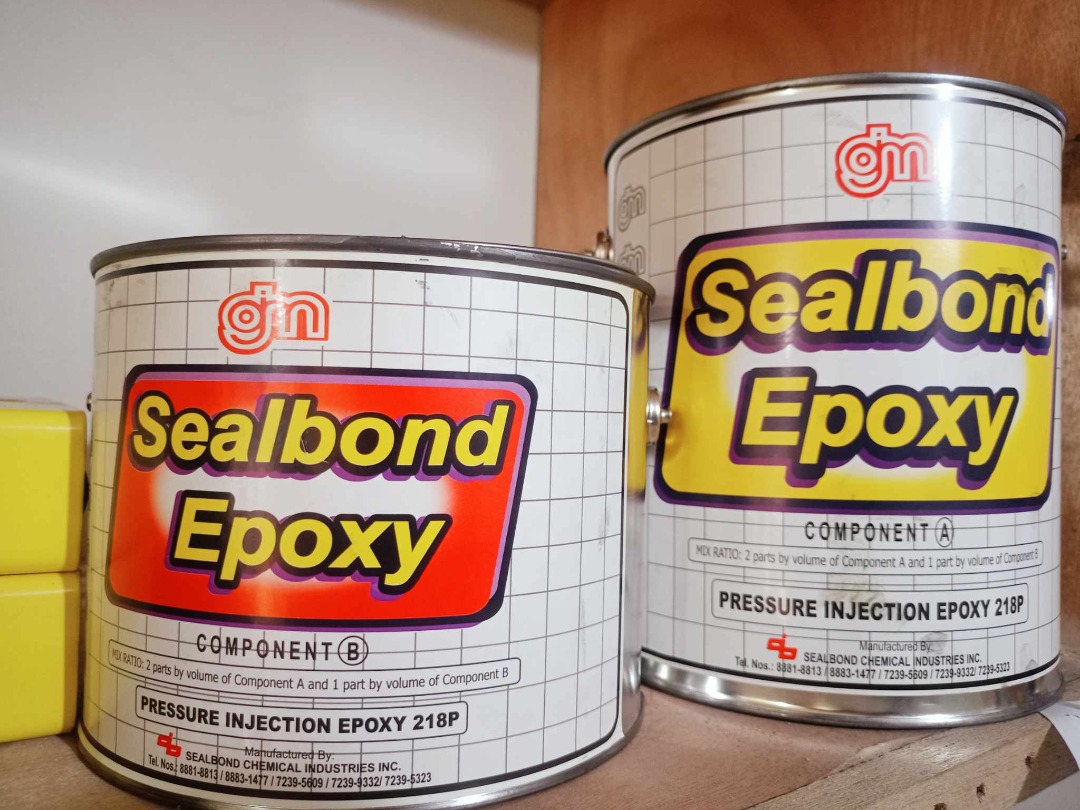 gtn
Sealbond
Epoxy
COMPONENT B
MIX RATIO: 2 parts by volume of Component A and 1 part by volume of Component B
PRESSURE INJECTION EPOXY 218P
Manufactured By:
SEALBOND CHEMICAL INDUSTRIES INC.
Tel. Nos.: 8881-8813 / 8883-1477 / 7239-5609 / 7239-9332/ 7239-5323
gtn
Sealbond
Epoxy
COMPONENT A
MIX RATIO: 2 parts by volume of Component A and 1 part by volume of Component B
PRESSURE INJECTION EPOXY 218P
Manufactured By:
SEALBOND CHEMICAL INDUSTRIES INC.
Tel. Nos.: 8881-8813 / 8883-1477 / 7239-5609 / 7239-9332/ 7239-5323